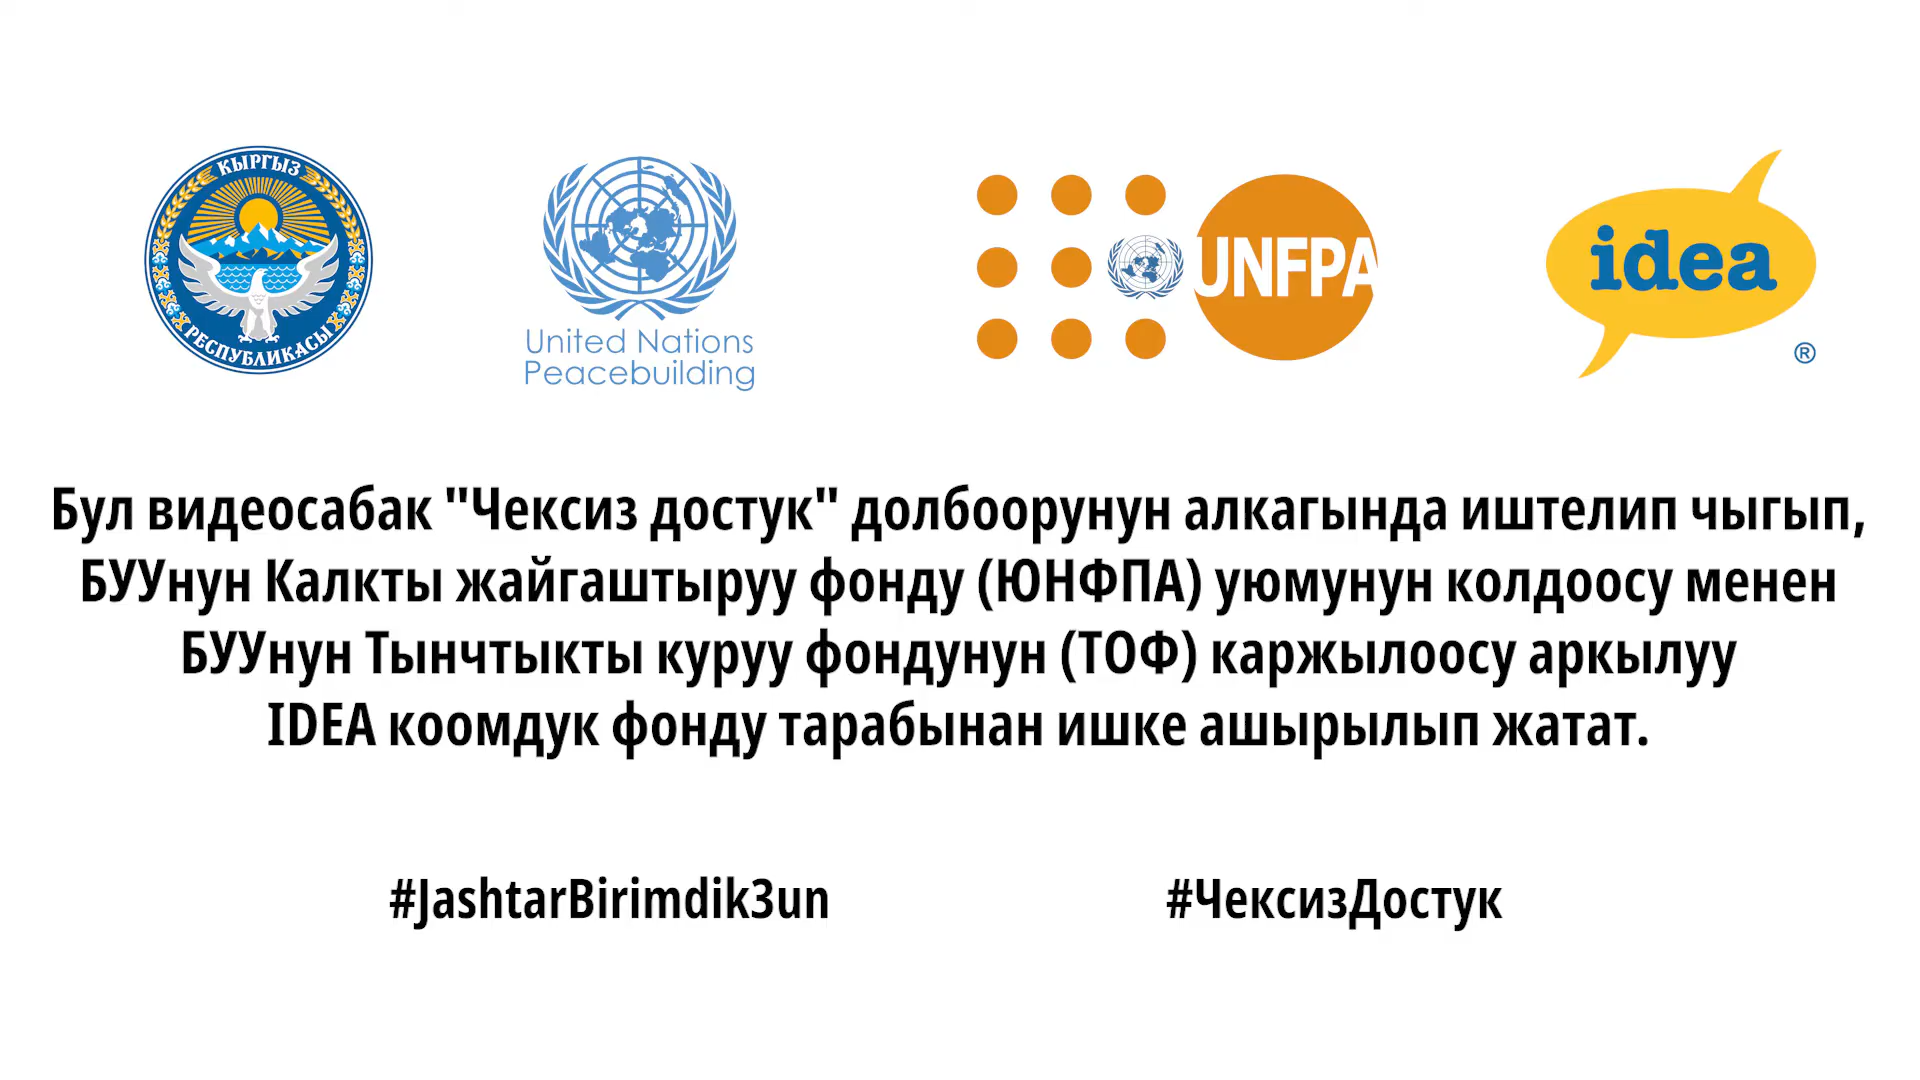 КЫРГЫЗ
РЕСПУБЛИКАСЫ
United Nations
Peacebuilding
UNFPA
idea
®
Бул видеосабак "Чексиз достук" долбоорунун алкагында иштелип чыгып,
БУУнун Калкты жайгаштыруу фонду (ЮНФПА) уюмунун колдоосу менен
БУУнун Тынчтыкты куруу фондунун (ТОФ) каржылоосу аркылуу
IDEA коомдук фонду тарабынан ишке ашырылып жатат.
#JashtarBirimdik3un
#ЧексизДостук